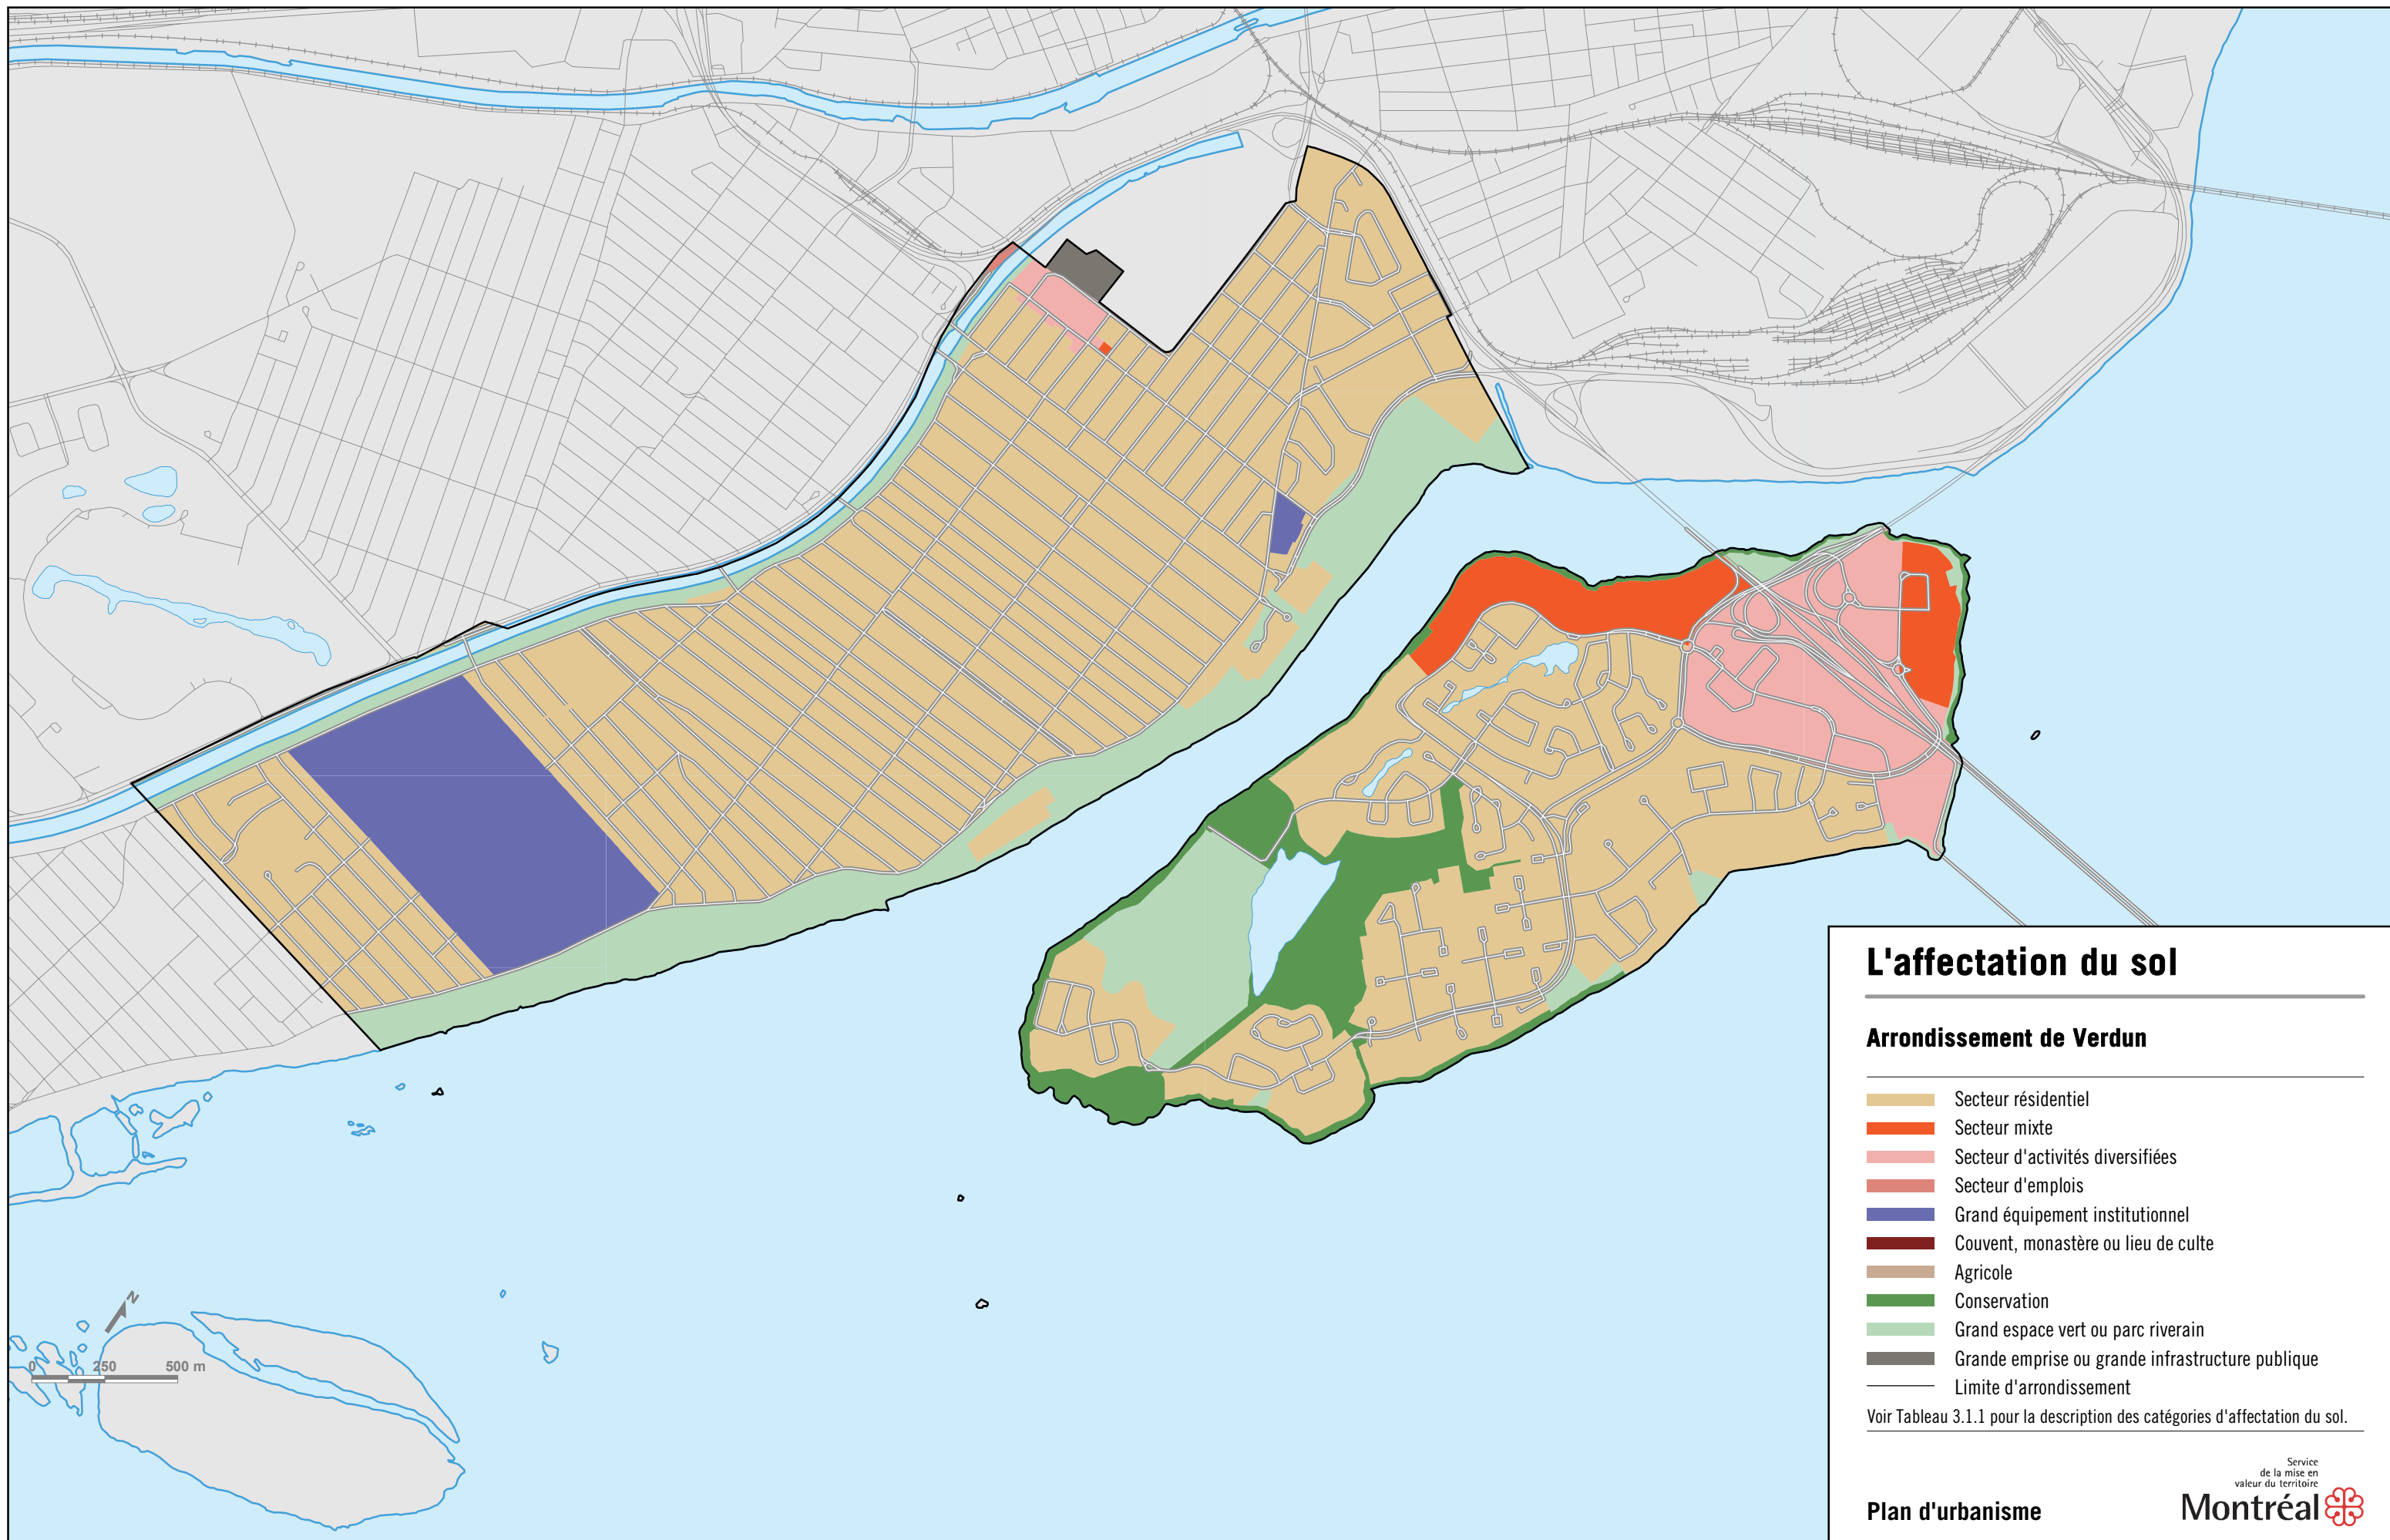 L'affectation du sol
Arrondissement de Verdun
Secteur résidentiel
Secteur mixte
Secteur d'activités diversifiées
Secteur d'emplois
Grand équipement institutionnel
Couvent, monastère ou lieu de culte
Agricole
Conservation
Grand espace vert ou parc riverain
Grande emprise ou grande infrastructure publique
Limite d'arrondissement
Voir Tableau 3.1.1 pour la description des catégories d'affectation du sol.
Plan d'urbanisme
Service
de la mise en
valeur du territoire
Montréal
N
0 250 500 m